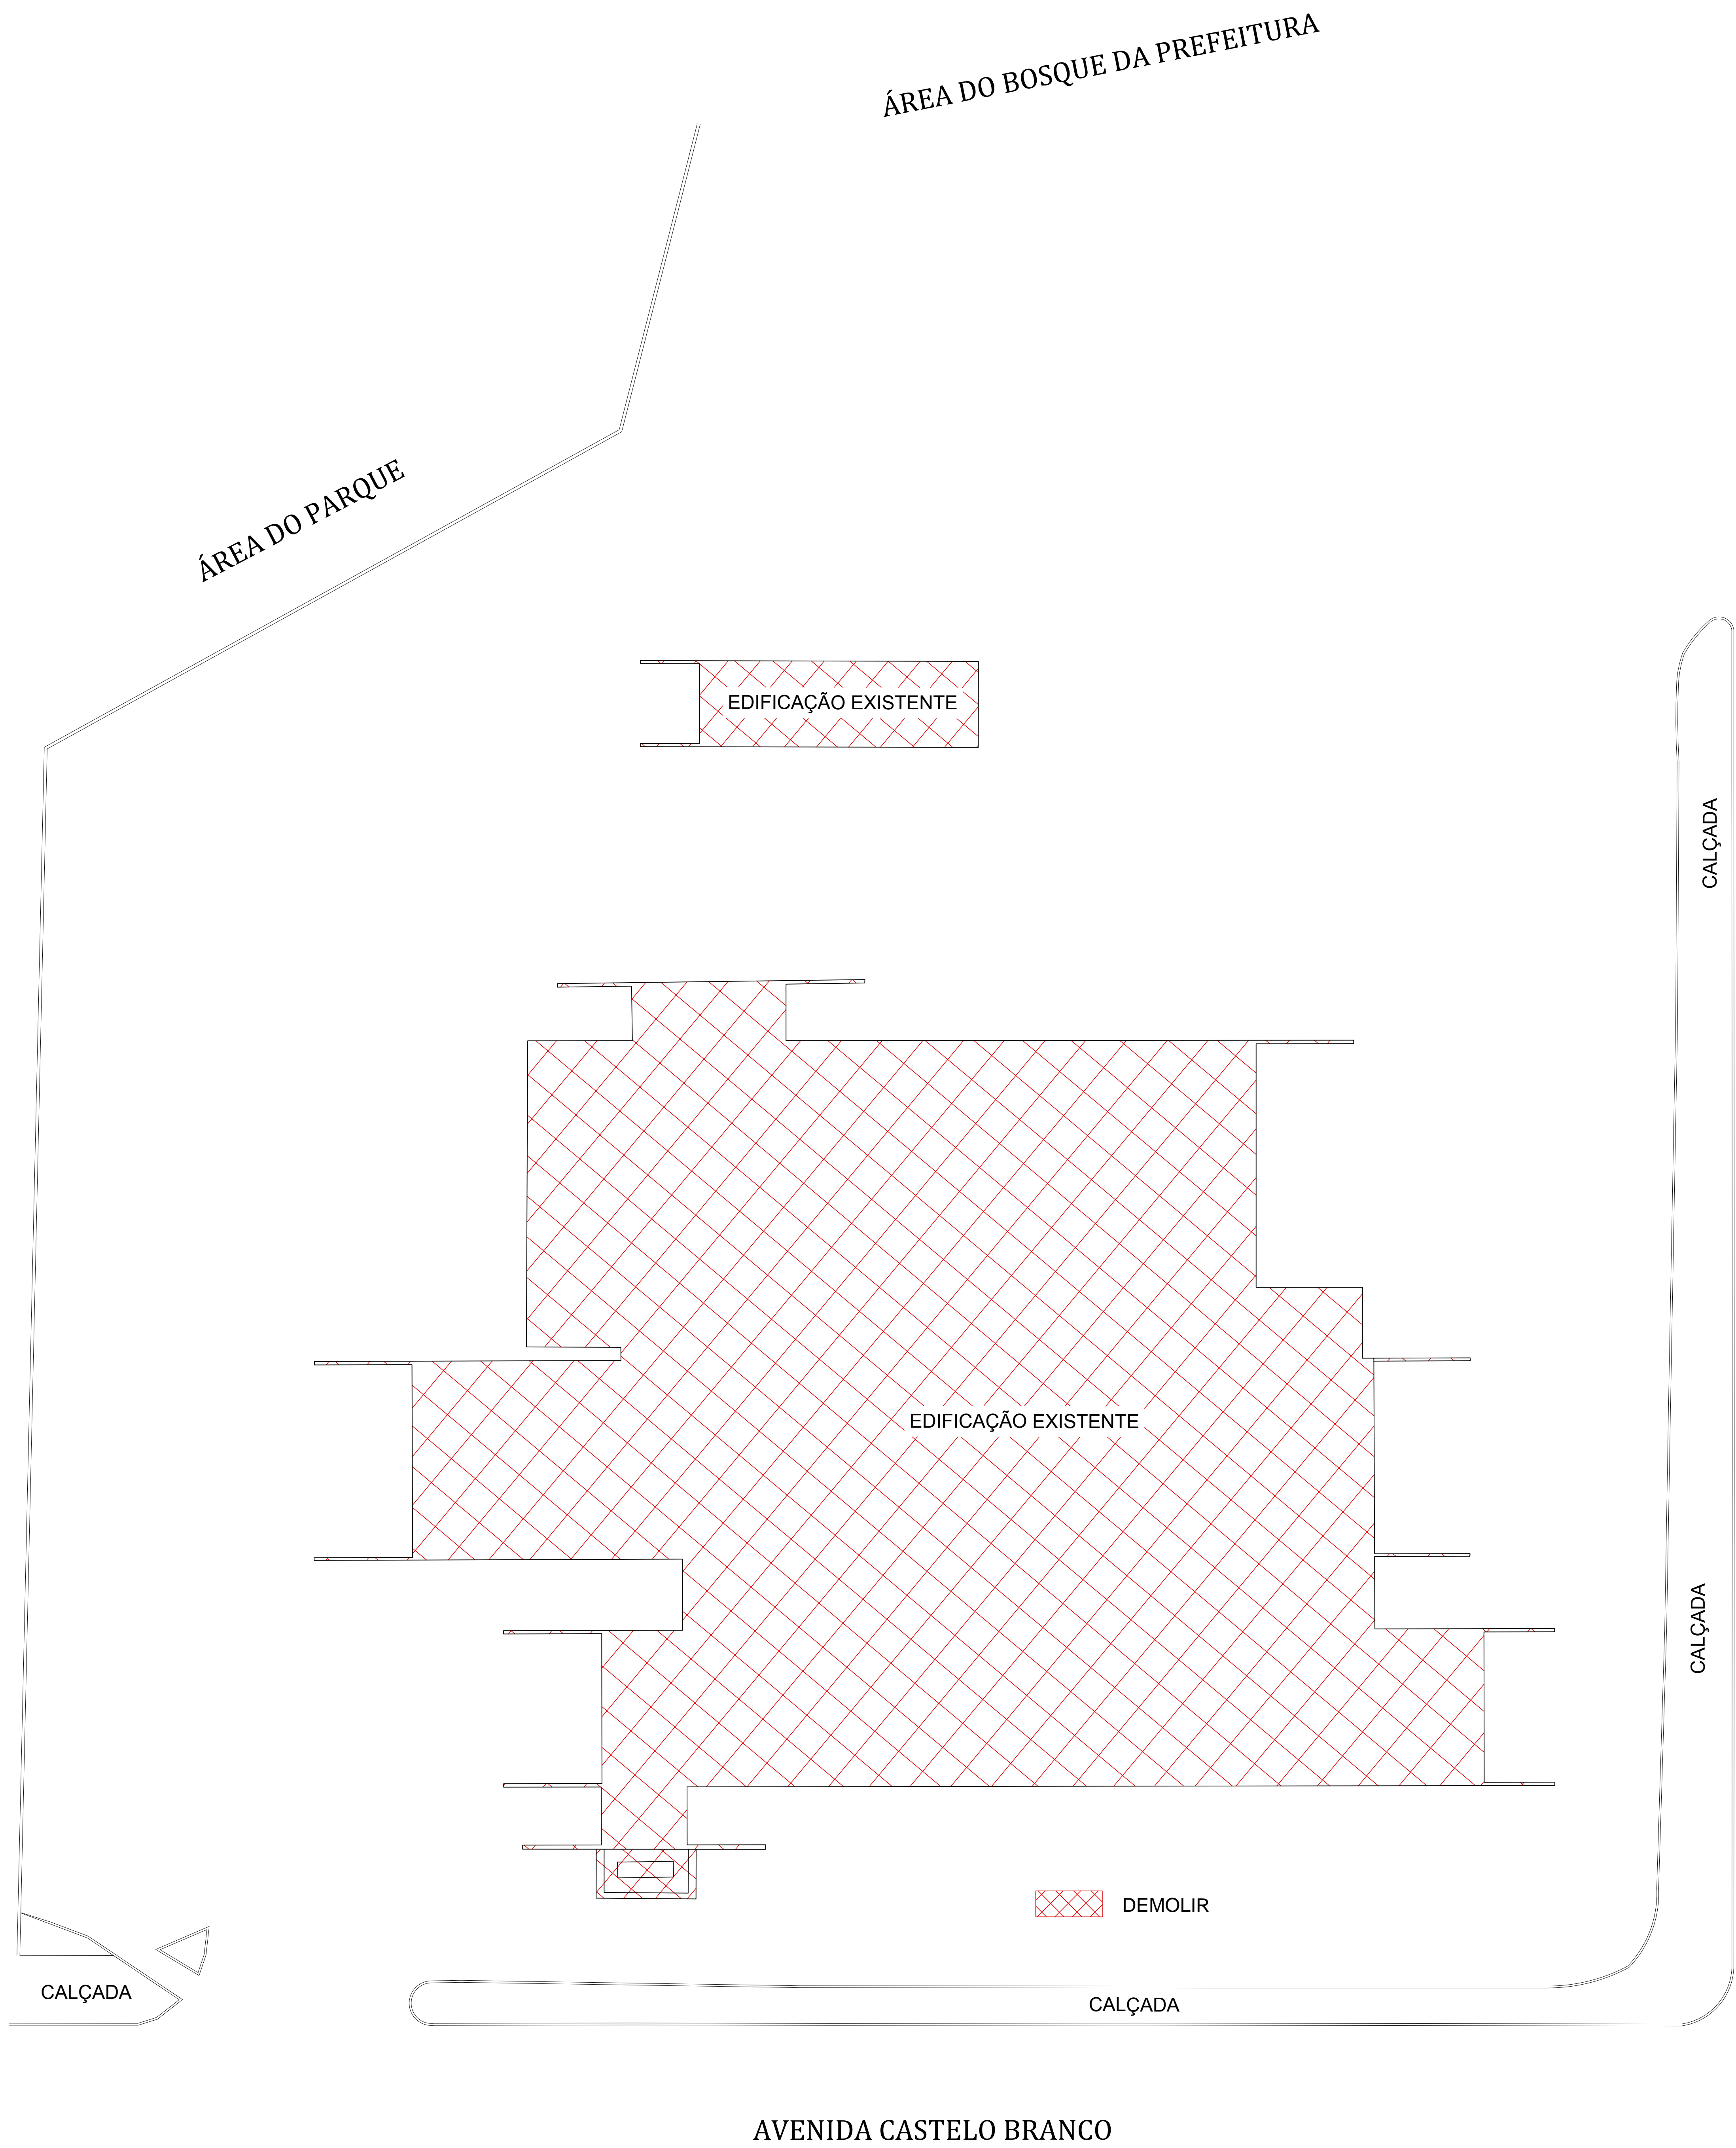 ÁREA DO BOSQUE DA PREFEITURA
ÁREA DO PARQUE
EDIFICAÇÃO EXISTENTE
CALÇADA
EDIFICAÇÃO EXISTENTE
CALÇADA
DEMOLIR
CALÇADA
CALÇADA
AVENIDA CASTELO BRANCO